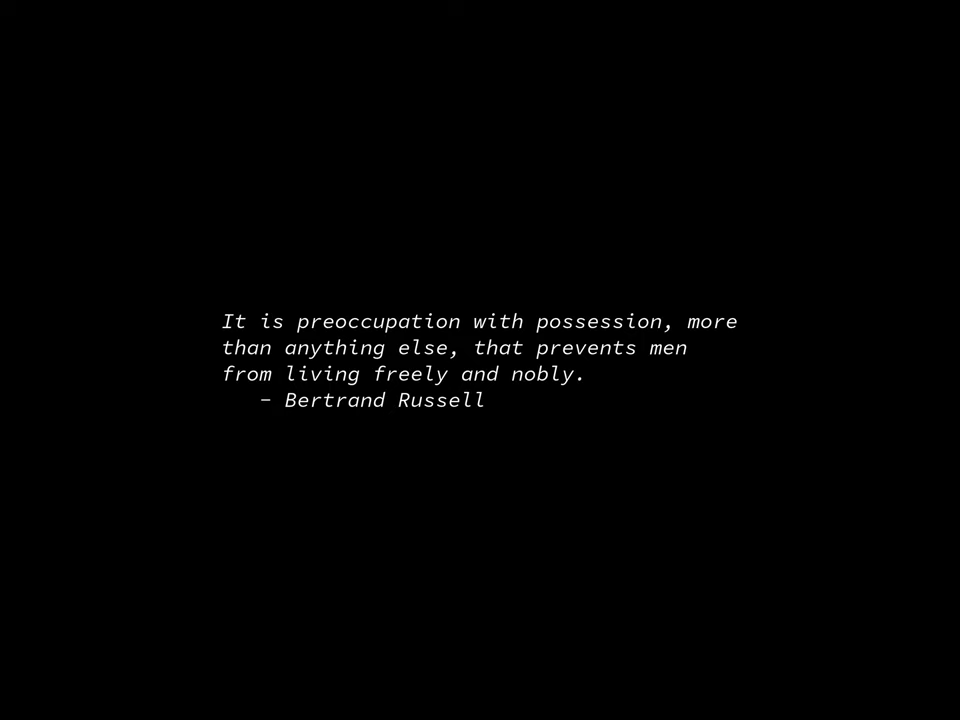 It is preoccupation with possession, more
than anything else, that prevents men
from living freely and nobly.
- Bertrand Russell